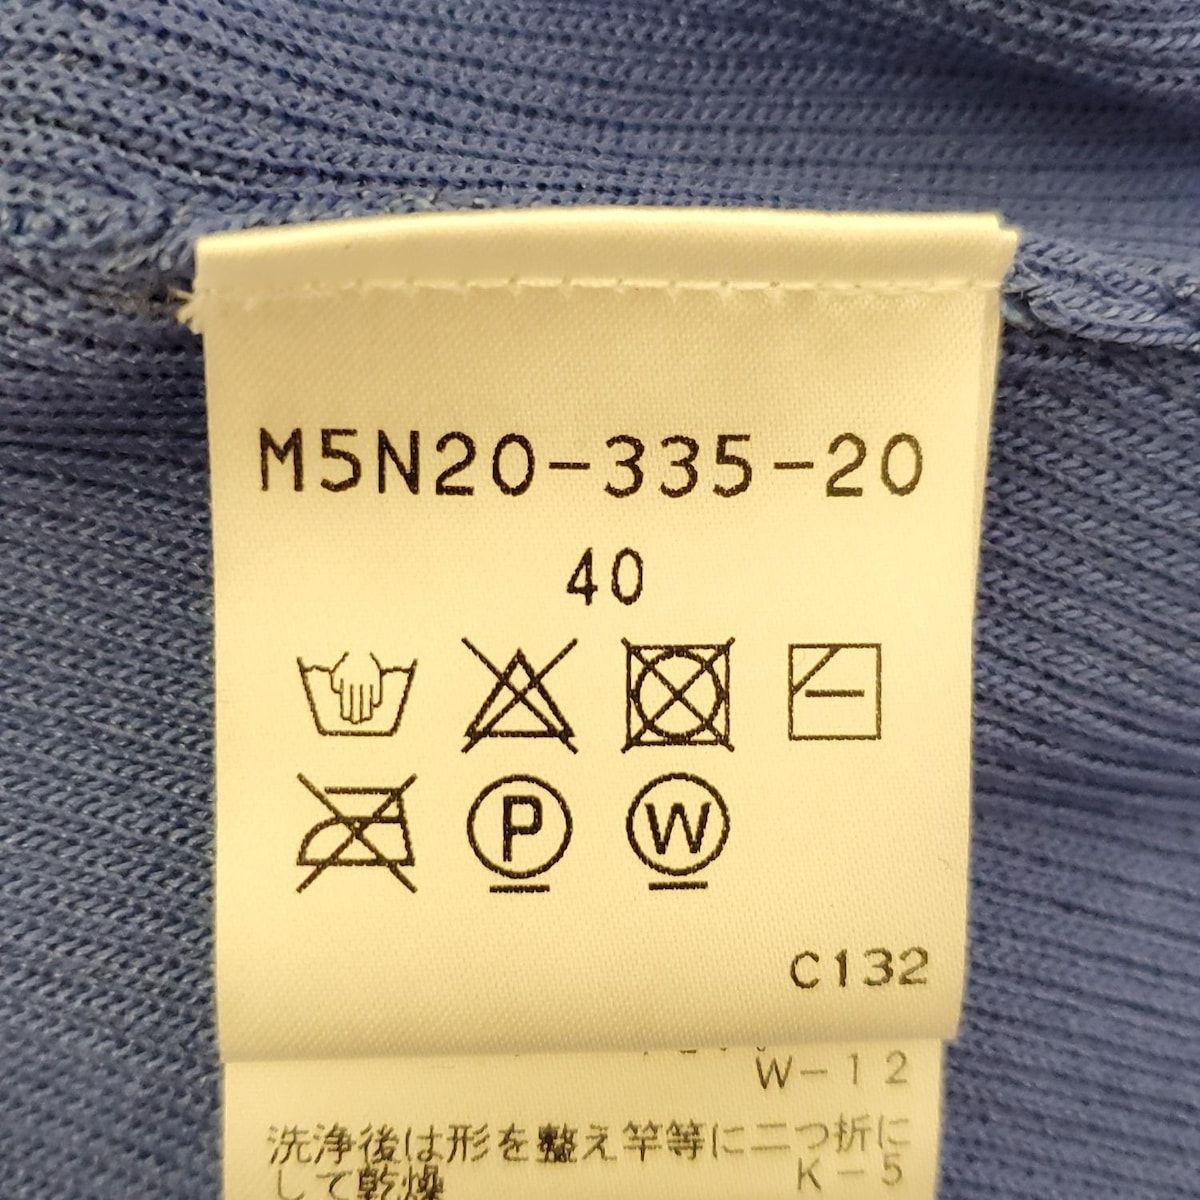 M5N20-335-20
40
P
W
C132
W-12
洗浄後は形を整え竿等に二つ折に
して乾燥
K-5